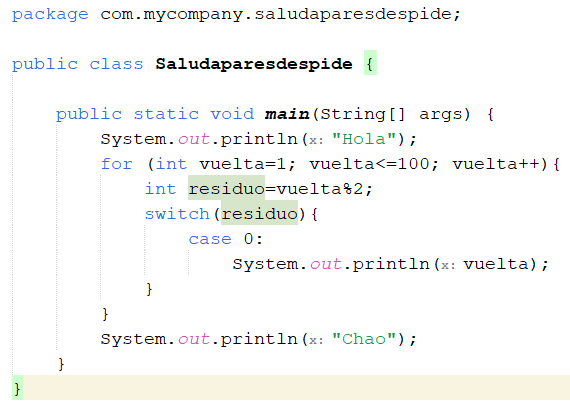 package com.mycompany.saludaparesdespide;
public class Saludaparesdespide {
public static void main(String[] args) {
System.out.println(x: "Hola");
for (int vuelta=1; vuelta<=100; vuelta++){
int residuo=vuelta%2;
switch(residuo){
case 0:
System.out.println(x: vuelta);
}
}
System.out.println(x: "Chao");
}
}